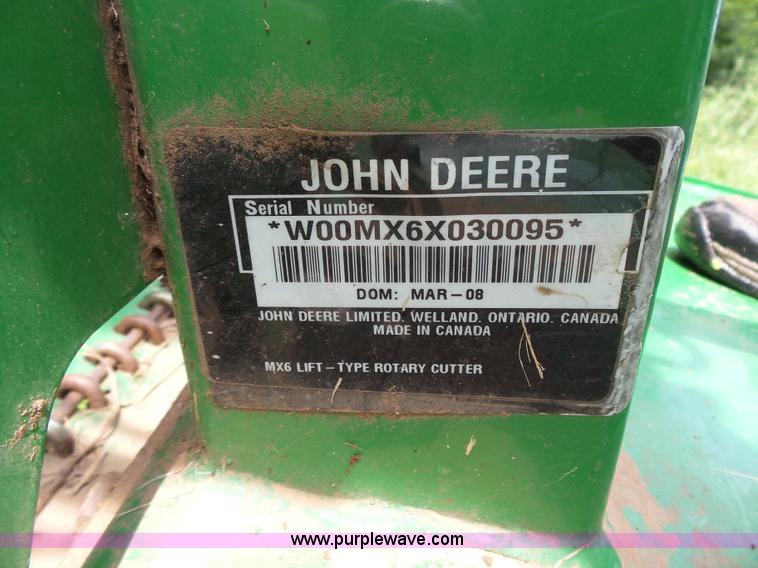 JOHN DEERE
Serial Number
*W00MX6X030095*
DOM: MAR-08
JOHN DEERE LIMITED, WELLAND, ONTARIO, CANADA
MADE IN CANADA
MX6 LIFT-TYPE ROTARY CUTTER
www.purplewave.com